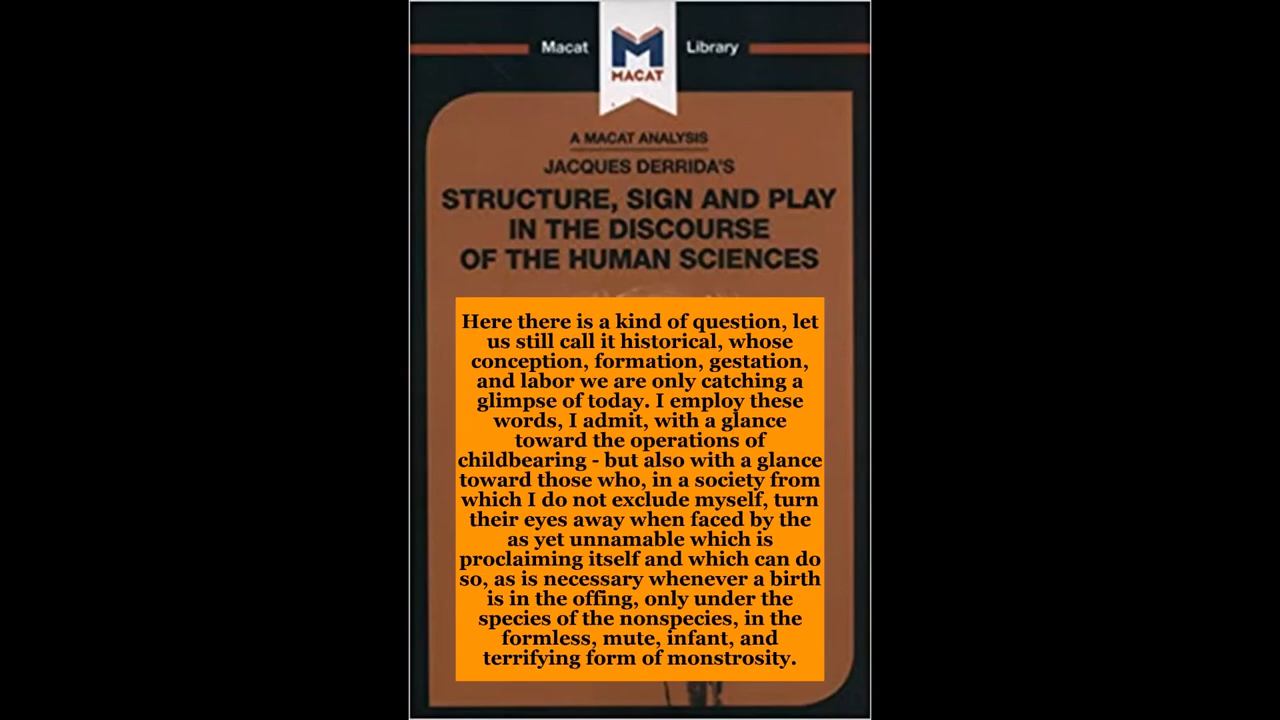 Macat
Library
MACAT
A MACAT ANALYSIS
JACQUES DERRIDA'S
STRUCTURE, SIGN AND PLAY
IN THE DISCOURSE
OF THE HUMAN SCIENCES
Here there is a kind of question, let
us still call it historical, whose
conception, formation, gestation,
and labor we are only catching a
glimpse of today. I employ these
words, I admit, with a glance
toward the operations of
childbearing - but also with a glance
toward those who, in a society from
which I do not exclude myself, turn
their eyes away when faced by the
as yet unnamable which is
proclaiming itself and which can do
so, as is necessary whenever a birth
is in the offing, only under the
species of the nonspecies, in the
formless, mute, infant, and
terrifying form of monstrosity.